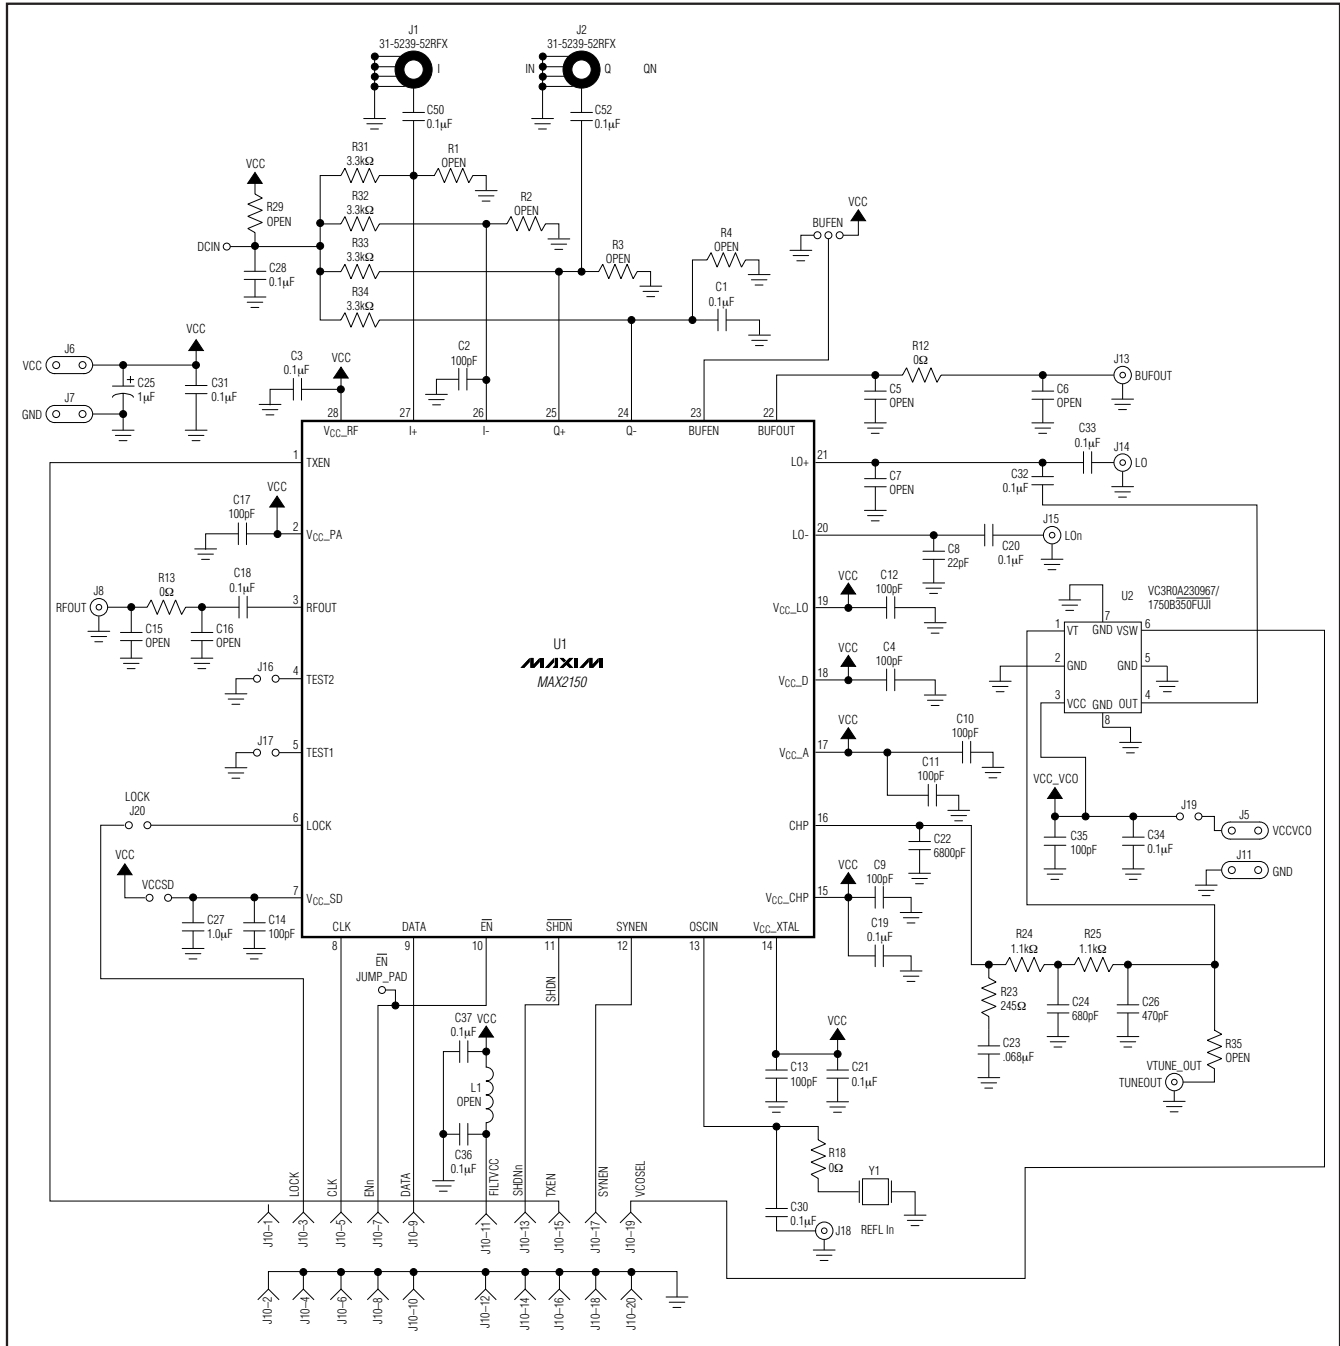 J1
31-5239-52RFX
I
J2
31-5239-52RFX
IN
Q
QN
C50
0.1µF
C52
0.1µF
R31
3.3kΩ
R1
OPEN
VCC
R29
OPEN
R32
3.3kΩ
R2
OPEN
DCIN
R33
3.3kΩ
R3
OPEN
R4
OPEN
BUFEN
VCC
C28
0.1µF
R34
3.3kΩ
C1
0.1µF
J6
VCC
VCC
C25
+
1µF
C31
0.1µF
J7
GND
C3
0.1µF
VCC
C2
100pF
R12
0Ω
J13
BUFOUT
C5
OPEN
C6
OPEN
28 27 26 25 24 23 22
VCC_RF I+ I- Q+ Q- BUFEN BUFOUT
1
TXEN
LO+
21
C7
OPEN
C33
0.1µF
J14
LO
C32
0.1µF
C17
100pF
VCC
2
VCC_PA
LO-
20
C8
22pF
C20
0.1µF
J15
LOn
J8
RFOUT
R13
0Ω
C18
0.1µF
3
RFOUT
C15
OPEN
C16
OPEN
VCC
C12
100pF
VCC_LO
19
U2
VC3R0A230967/
1750B350FUJI
7
1
VT
GND
VSW
6
2
GND
GND
5
3
VCC
GND
OUT
4
8
U1
MAXIM
MAX2150
J16
4
TEST2
VCC
C4
100pF
VCC_D
18
J17
5
TEST1
VCC
C10
100pF
VCC_A
17
C11
100pF
LOCK
J20
6
LOCK
CHP
16
C22
6800pF
VCC_VCO
C35
100pF
C34
0.1µF
J19
J5
VCCVCO
J11
GND
VCC
VCCSD
7
VCC_SD
C27
1.0µF
C14
100pF
VCC
C9
100pF
VCC_CHP
15
C19
0.1µF
CLK DATA EN SHDN SYNEN OSCIN VCC_XTAL
8 9 10 11 12 13 14
EN
JUMP_PAD
SHDN
R24
1.1kΩ
R25
1.1kΩ
R23
245Ω
C24
680pF
C26
470pF
C23
.068µF
R35
OPEN
VTUNE_OUT
TUNEOUT
C37
0.1µF
VCC
L1
OPEN
C36
0.1µF
VCC
C13
100pF
C21
0.1µF
R18
0Ω
Y1
C30
0.1µF
J18
REFL In
LOCK
CLK
ENn
DATA
FILTVCC
SHDNn
TXEN
SYNEN
VCOSEL
J10-1
J10-3
J10-5
J10-7
J10-9
J10-11
J10-13
J10-15
J10-17
J10-19
J10-2
J10-4
J10-6
J10-8
J10-10
J10-12
J10-14
J10-16
J10-18
J10-20